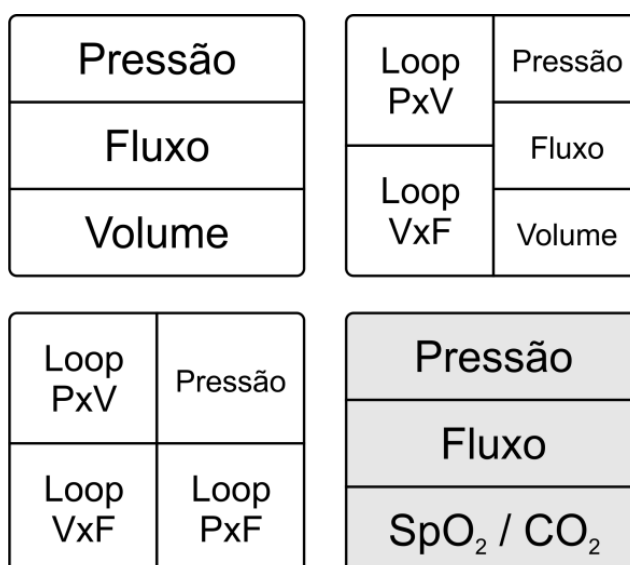 Pressão
Fluxo
Volume
Loop
PxV
Loop
VxF
Pressão
Fluxo
Volume
Loop
PxV
Pressão
Loop
VxF
Loop
PxF
Pressão
Fluxo
SpO₂ / CO₂